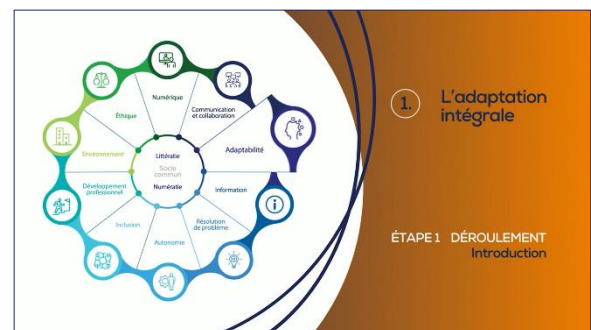 Numérique
Communication
et collaboration
Adaptabilité
Information
Résolution
de problème
Autonomie
Inclusion
Développement
professionnel
Environnement
Éthique
Littératie
Socle
commun
Numératie
1.
L'adaptation
intégrale
ÉTAPE 1 DÉROULEMENT
Introduction